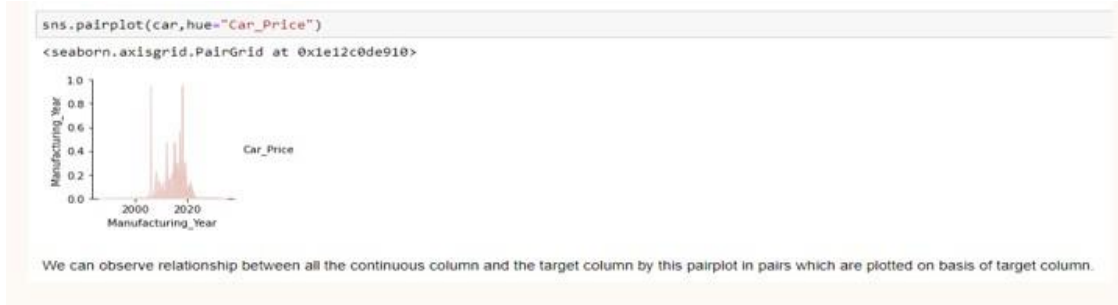 sns.pairplot(car,hue="Car_Price")
<seaborn.axisgrid.PairGrid at 0x1e12c0de910>
1.0
0.8
0.6
0.4
0.2
0.0
Manufacturing_Year
Car_Price
2000 2020
Manufacturing_Year
We can observe relationship between all the continuous column and the target column by this pairplot in pairs which are plotted on basis of target column.